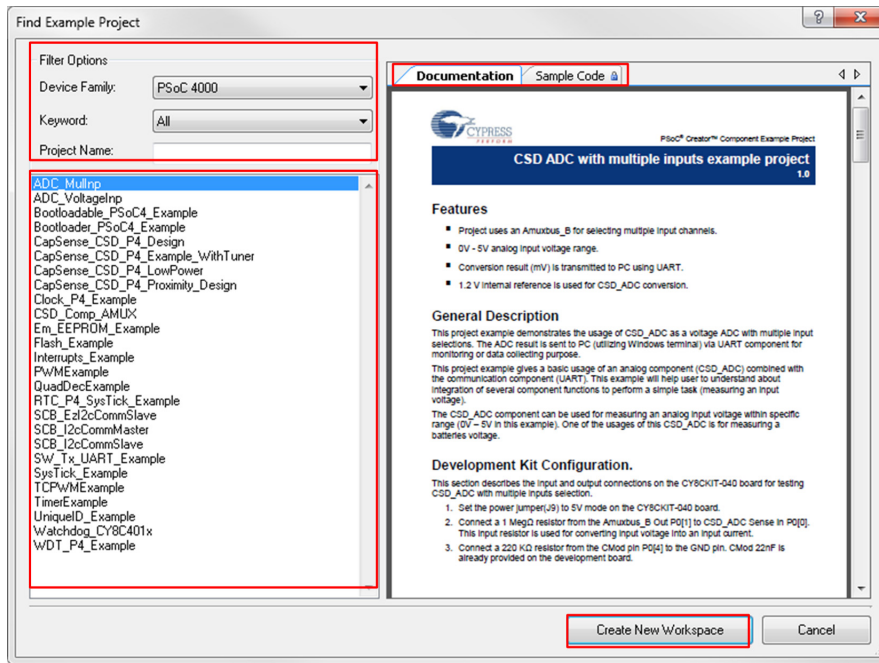 Find Example Project
?
Filter Options
Device Family:
PSoC 4000
Keyword:
All
Project Name:
ADC_MulInp
ADC_VoltageInp
Bootloadable_PSoC4_Example
Bootloader_PSoC4_Example
CapSense_CSD_P4_Design
CapSense_CSD_P4_Example_WithTuner
CapSense_CSD_P4_LowPower
CapSense_CSD_P4_Proximity_Design
Clock_P4_Example
CSD_Comp_AMUX
Em_EEPROM_Example
Flash_Example
Interrupts_Example
PWMExample
QuadDecExample
RTC_P4_SysTick_Example
SCB_EzI2cCommSlave
SCB_I2cCommMaster
SCB_I2cCommSlave
SW_Tx_UART_Example
SysTick_Example
TCPWMExample
TimerExample
UniqueID_Example
Watchdog_CY8C401x
WDT_P4_Example
Documentation
Sample Code
CYPRESS
PERFORM
PSoC® Creator™ Component Example Project
CSD ADC with multiple inputs example project
1.0
Features
■ Project uses an Amuxbus_B for selecting multiple input channels.
■ 0V - 5V analog input voltage range.
■ Conversion result (mV) is transmitted to PC using UART.
■ 1.2 V internal reference is used for CSD_ADC conversion.
General Description
This project example demonstrates the usage of CSD_ADC as a voltage ADC with multiple input
selections. The ADC result is sent to PC (utilizing Windows terminal) via UART component for
monitoring or data collecting purpose.
This project example gives a basic usage of an analog component (CSD_ADC) combined with
the communication component (UART). This example will help user to understand about
integration of several component functions to perform a simple task (measuring an input
voltage).
The CSD_ADC component can be used for measuring an analog input voltage within specific
range (0V – 5V in this example). One of the usages of this CSD_ADC is for measuring a
batteries voltage.
Development Kit Configuration.
This section describes the input and output connections on the CY8CKIT-040 board for testing
CSD_ADC with multiple inputs selection.
1. Set the power jumper(J9) to 5V mode on the CY8CKIT-040 board.
2. Connect a 1 MegΩ resistor from the Amuxbus_B Out P0[1] to CSD_ADC Sense in P0[0].
This input resistor is used for converting input voltage into an input current.
3. Connect a 220 KΩ resistor from the CMod pin P0[4] to the GND pin. CMod 22nF is
already provided on the development board.
Create New Workspace
Cancel